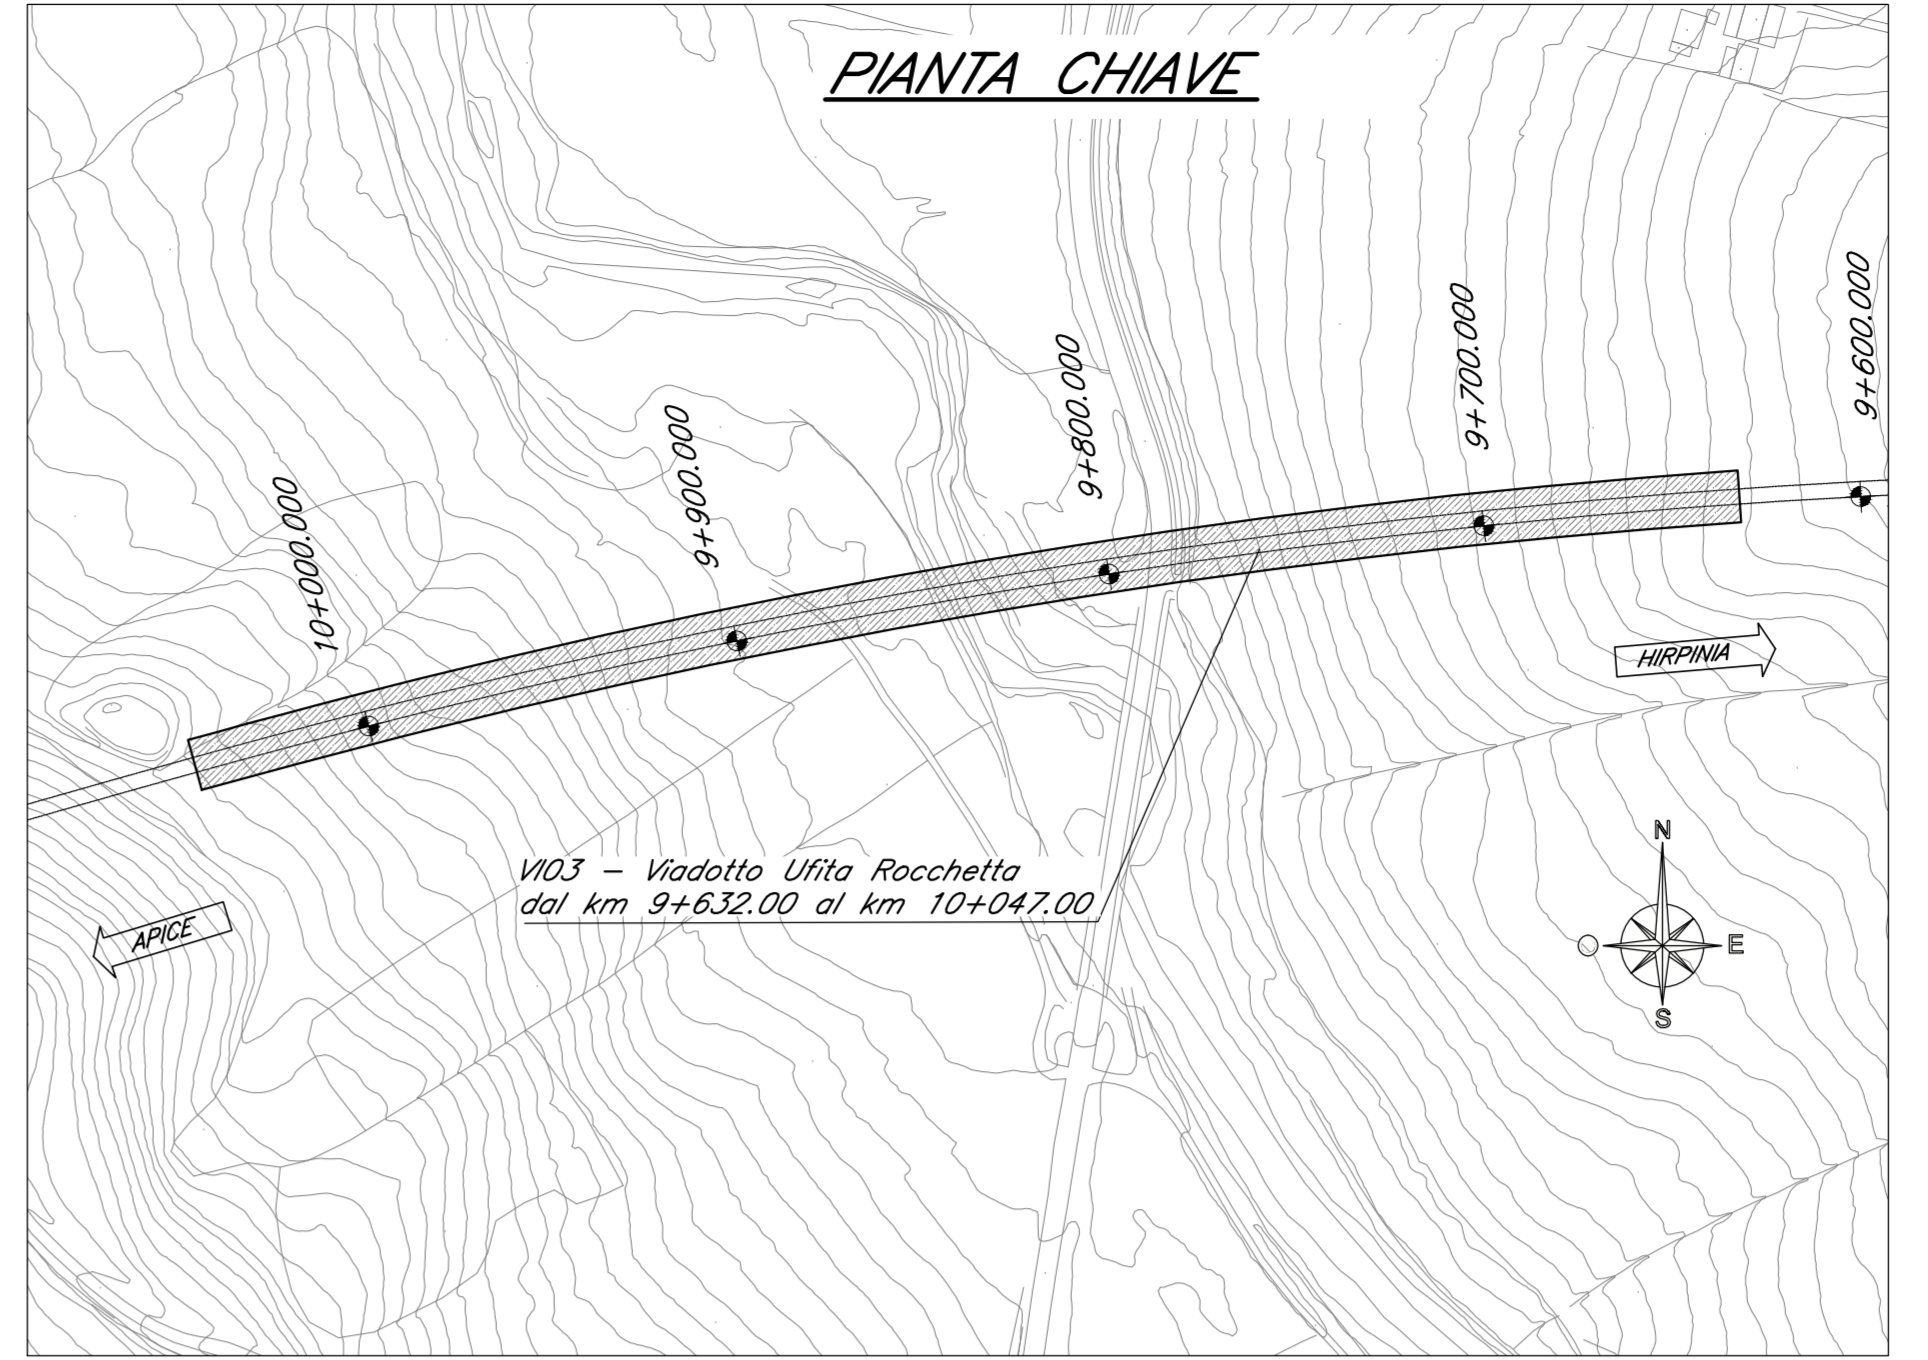 PIANTA CHIAVE
9+600.000
9+700.000
9+800.000
9+900.000
10+000.000
HIRPINIA
VI03 – Viadotto Ufita Rocchetta
dal km 9+632.00 al km 10+047.00
APICE
N
E
S